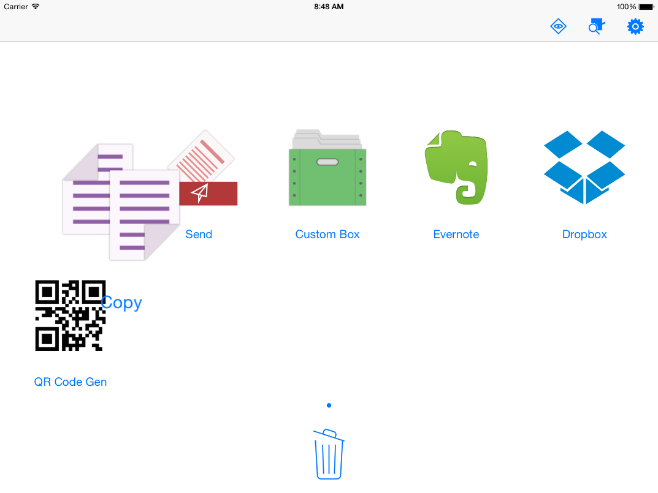 Carrier 8:48 AM 100%
Send Custom Box Evernote Dropbox
Copy
QR Code Gen